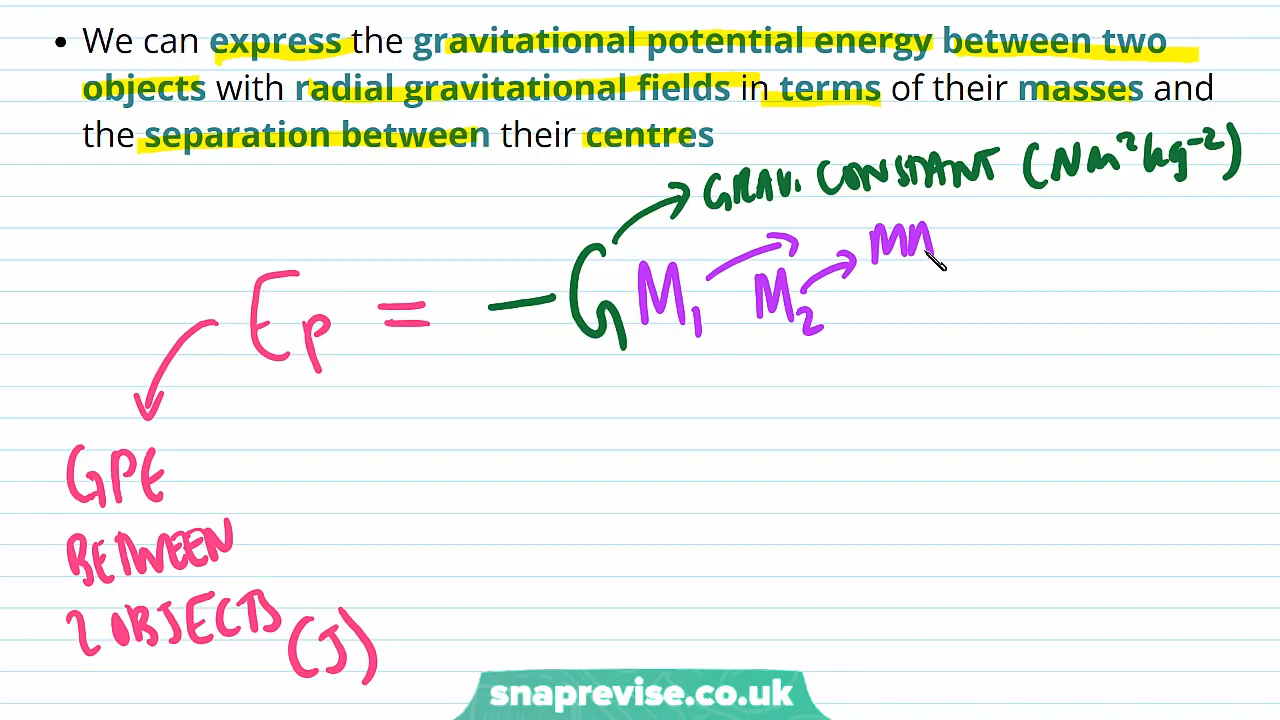 • We can express the gravitational potential energy between two
objects with radial gravitational fields in terms of their masses and
the separation between their centres
GRAV. CONSTANT (Nm²kg⁻²)
Ep = -GM₁ M₂
GPE
BETWEEN
2 OBJECTS (J)
snaprevise.co.uk